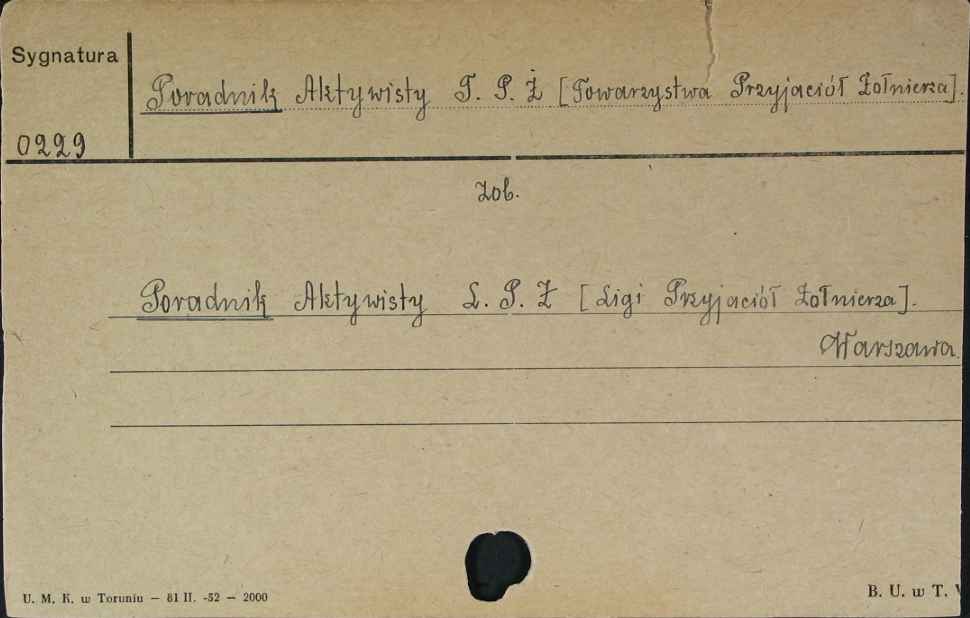 Sygnatura
Poradnik Aktywisty T. P. Ż [Towarzystwa Przyjaciół Żołnierza].
0229
Zob.
Poradnik Aktywisty L. P. Ż [Ligi Przyjaciół Żołnierza].
Warszawa.
U. M. K. w Toruniu — 81 II. -52 — 2000
B. U. w T.